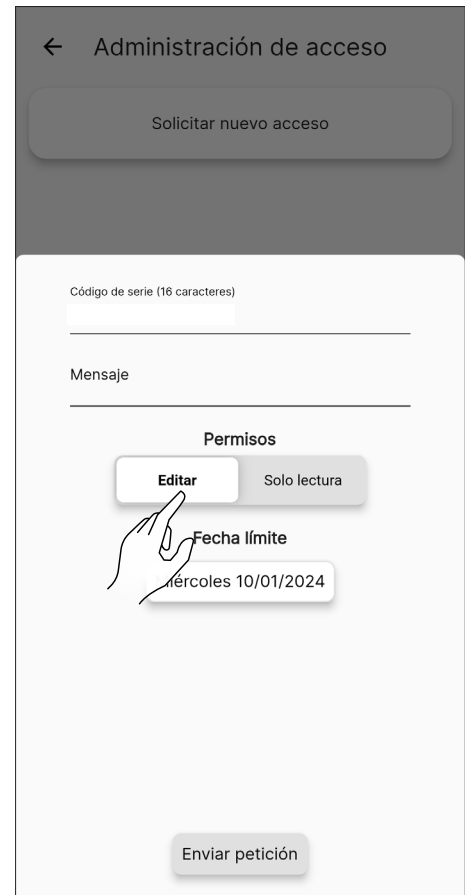 Administración de acceso
Solicitar nuevo acceso
Código de serie (16 caracteres)
Mensaje
Permisos
Editar Solo lectura
Fecha límite
10/01/2024
Enviar petición